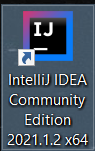 IJ
IntelliJ IDEA
Community
Edition
2021.1.2 x64